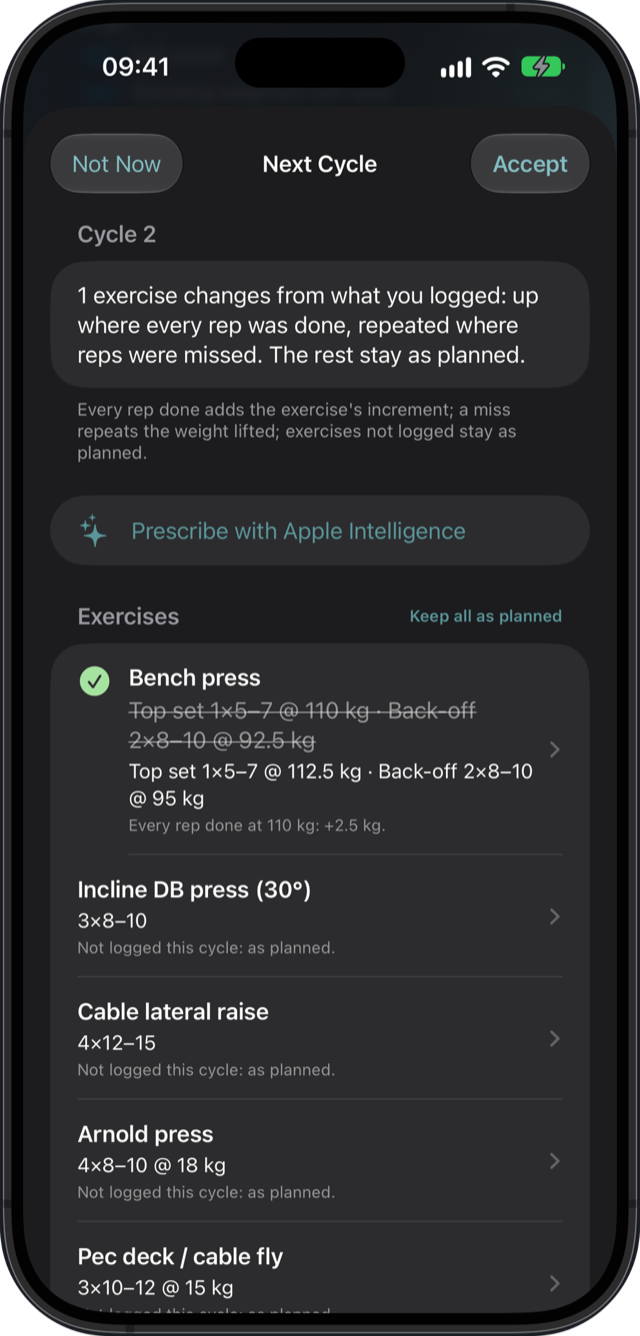 09:41
Not Now
Next Cycle
Accept
Cycle 2
1 exercise changes from what you logged: up
where every rep was done, repeated where
reps were missed. The rest stay as planned.
Every rep done adds the exercise's increment; a miss
repeats the weight lifted; exercises not logged stay as
planned.
Prescribe with Apple Intelligence
Exercises
Keep all as planned
Bench press
Top set 1×5–7 @ 110 kg · Back-off
2×8–10 @ 92.5 kg
Top set 1×5–7 @ 112.5 kg · Back-off 2×8–10
@ 95 kg
Every rep done at 110 kg: +2.5 kg.
Incline DB press (30°)
3×8–10
Not logged this cycle: as planned.
Cable lateral raise
4×12–15
Not logged this cycle: as planned.
Arnold press
4×8–10 @ 18 kg
Not logged this cycle: as planned.
Pec deck / cable fly
3×10–12 @ 15 kg